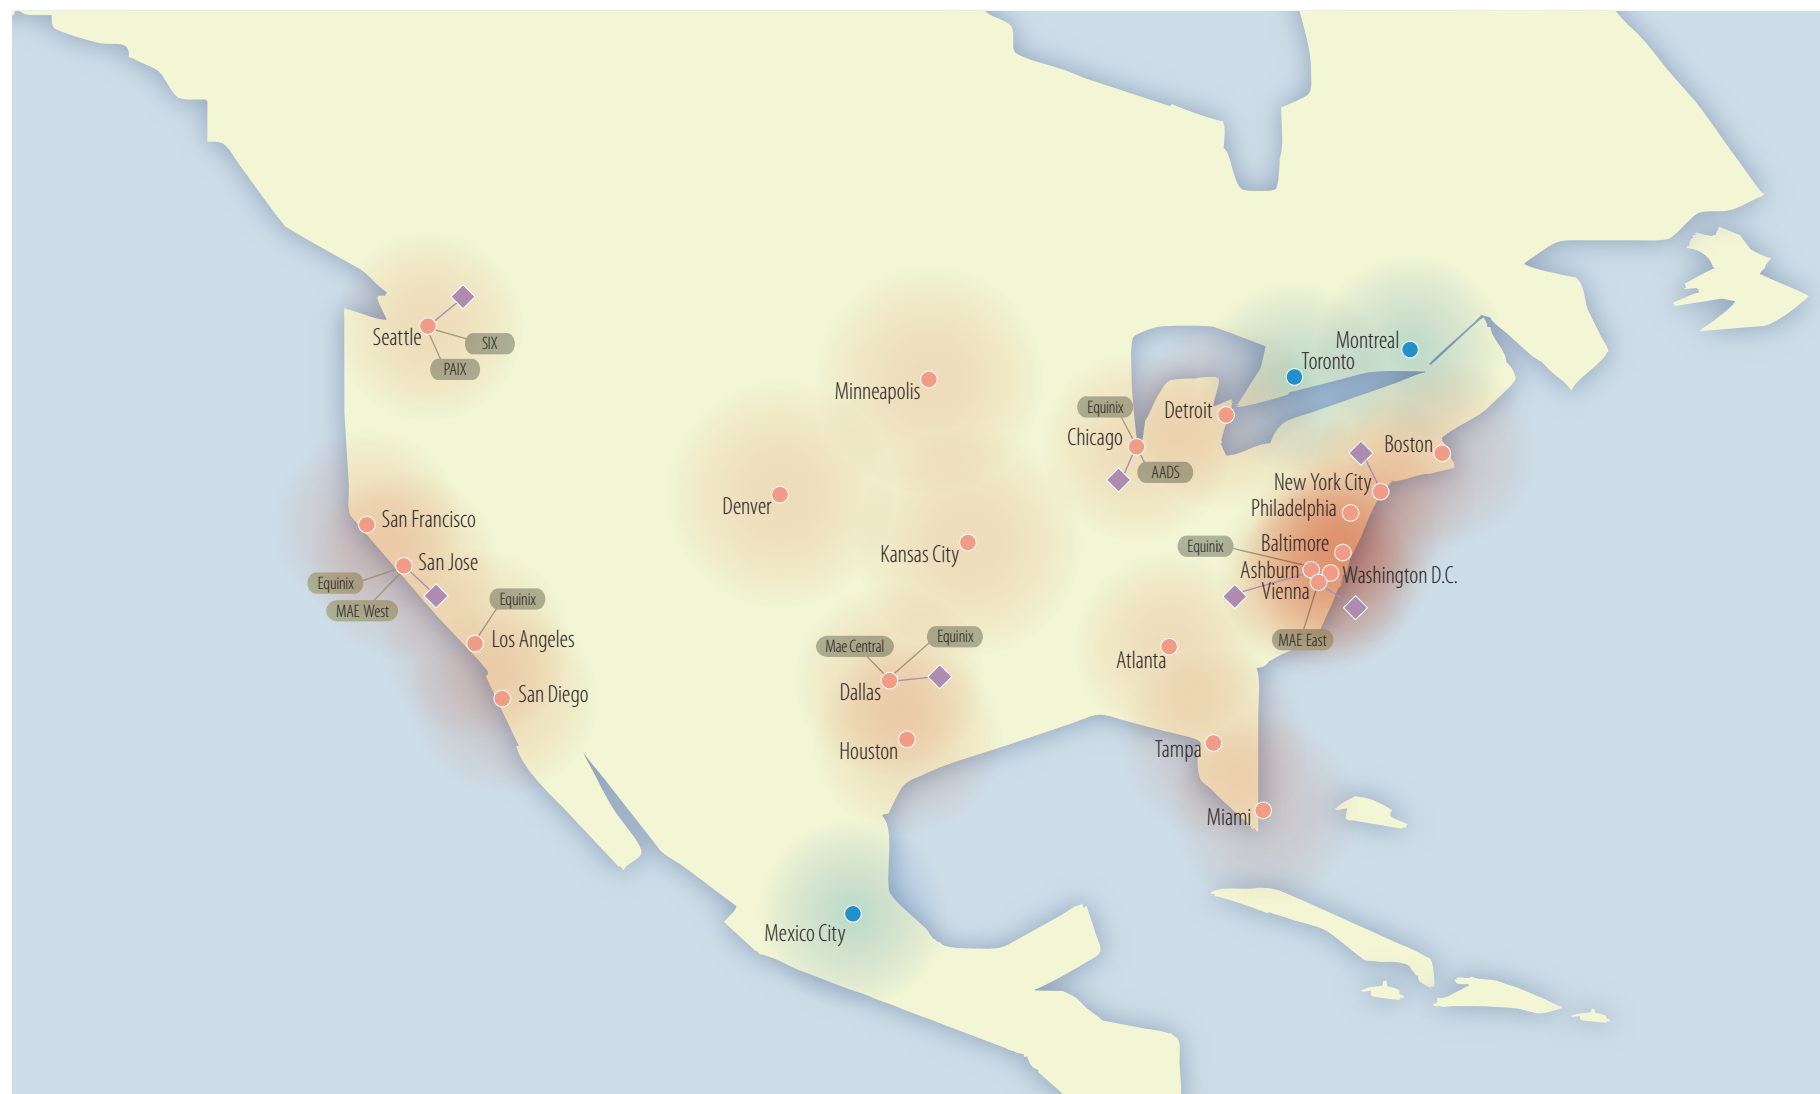 Montreal
Toronto
Seattle
SIX
PAIX
Minneapolis
Equinix
Detroit
Chicago
AADS
Boston
New York City
Denver
Philadelphia
San Francisco
Baltimore
Equinix
Kansas City
San Jose
Ashburn
Washington D.C.
Vienna
Equinix
MAE West
Equinix
Los Angeles
Mae Central
Equinix
MAE East
Atlanta
Dallas
San Diego
Houston
Tampa
Miami
Mexico City